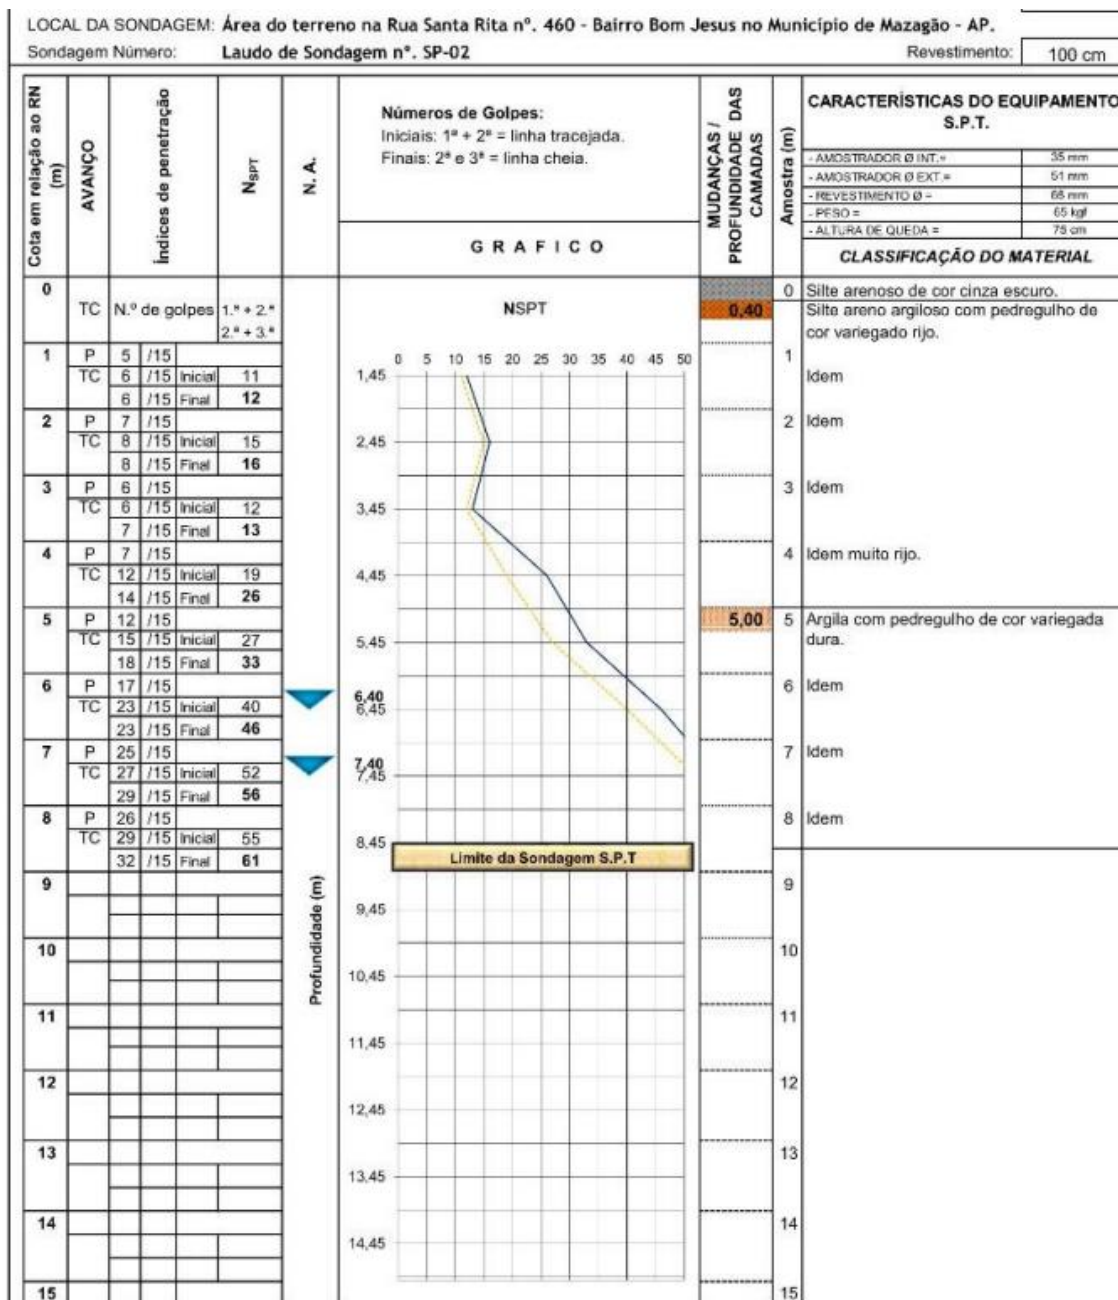 LOCAL DA SONDAGEM: Área do terreno na Rua Santa Rita nº. 460 - Bairro Bom Jesus no Município de Mazagão - AP.
Sondagem Número: Laudo de Sondagem nº. SP-02 Revestimento: 100 cm
Cota em relação ao RN (m)
AVANÇO
Índices de penetração
NSPT
N. A.
Números de Golpes:
Iniciais: 1ª + 2ª = linha tracejada.
Finais: 2ª e 3ª = linha cheia.
G R A F I C O
MUDANÇAS / PROFUNDIDADE DAS CAMADAS
Amostra (m)
CARACTERÍSTICAS DO EQUIPAMENTO
S.P.T.
- AMOSTRADOR Ø INT.= 35 mm
- AMOSTRADOR Ø EXT.= 51 mm
- REVESTIMENTO Ø = 66 mm
- PESO = 65 kgf
- ALTURA DE QUEDA = 75 cm
CLASSIFICAÇÃO DO MATERIAL
0 NSPT 0 Silte arenoso de cor cinza escuro.
TC N.º de golpes 1.ª + 2.ª 0,40 Silte areno argiloso com pedregulho de
2.ª + 3.ª cor variegado rijo.
1 P 5 /15 0 5 10 15 20 25 30 35 40 45 50 1
TC 6 /15 Inicial 11 1,45 Idem
6 /15 Final 12
2 P 7 /15 2 Idem
TC 8 /15 Inicial 15 2,45
8 /15 Final 16
3 P 6 /15 3 Idem
TC 6 /15 Inicial 12 3,45
7 /15 Final 13
4 P 7 /15 4 Idem muito rijo.
TC 12 /15 Inicial 19 4,45
14 /15 Final 26
5 P 12 /15 5,00 5 Argila com pedregulho de cor variegada
TC 15 /15 Inicial 27 5,45 dura.
18 /15 Final 33
6 P 17 /15 6,40 6 Idem
TC 23 /15 Inicial 40 6,45
23 /15 Final 46
7 P 25 /15 7,40 7 Idem
TC 27 /15 Inicial 52 7,45
29 /15 Final 56
8 P 26 /15 8 Idem
TC 29 /15 Inicial 55 8,45
32 /15 Final 61 Limite da Sondagem S.P.T
9 9
9,45
10 10
10,45
11 11
11,45
12 12
12,45
13 13
13,45
14 14
14,45
15 15
Profundidade (m)